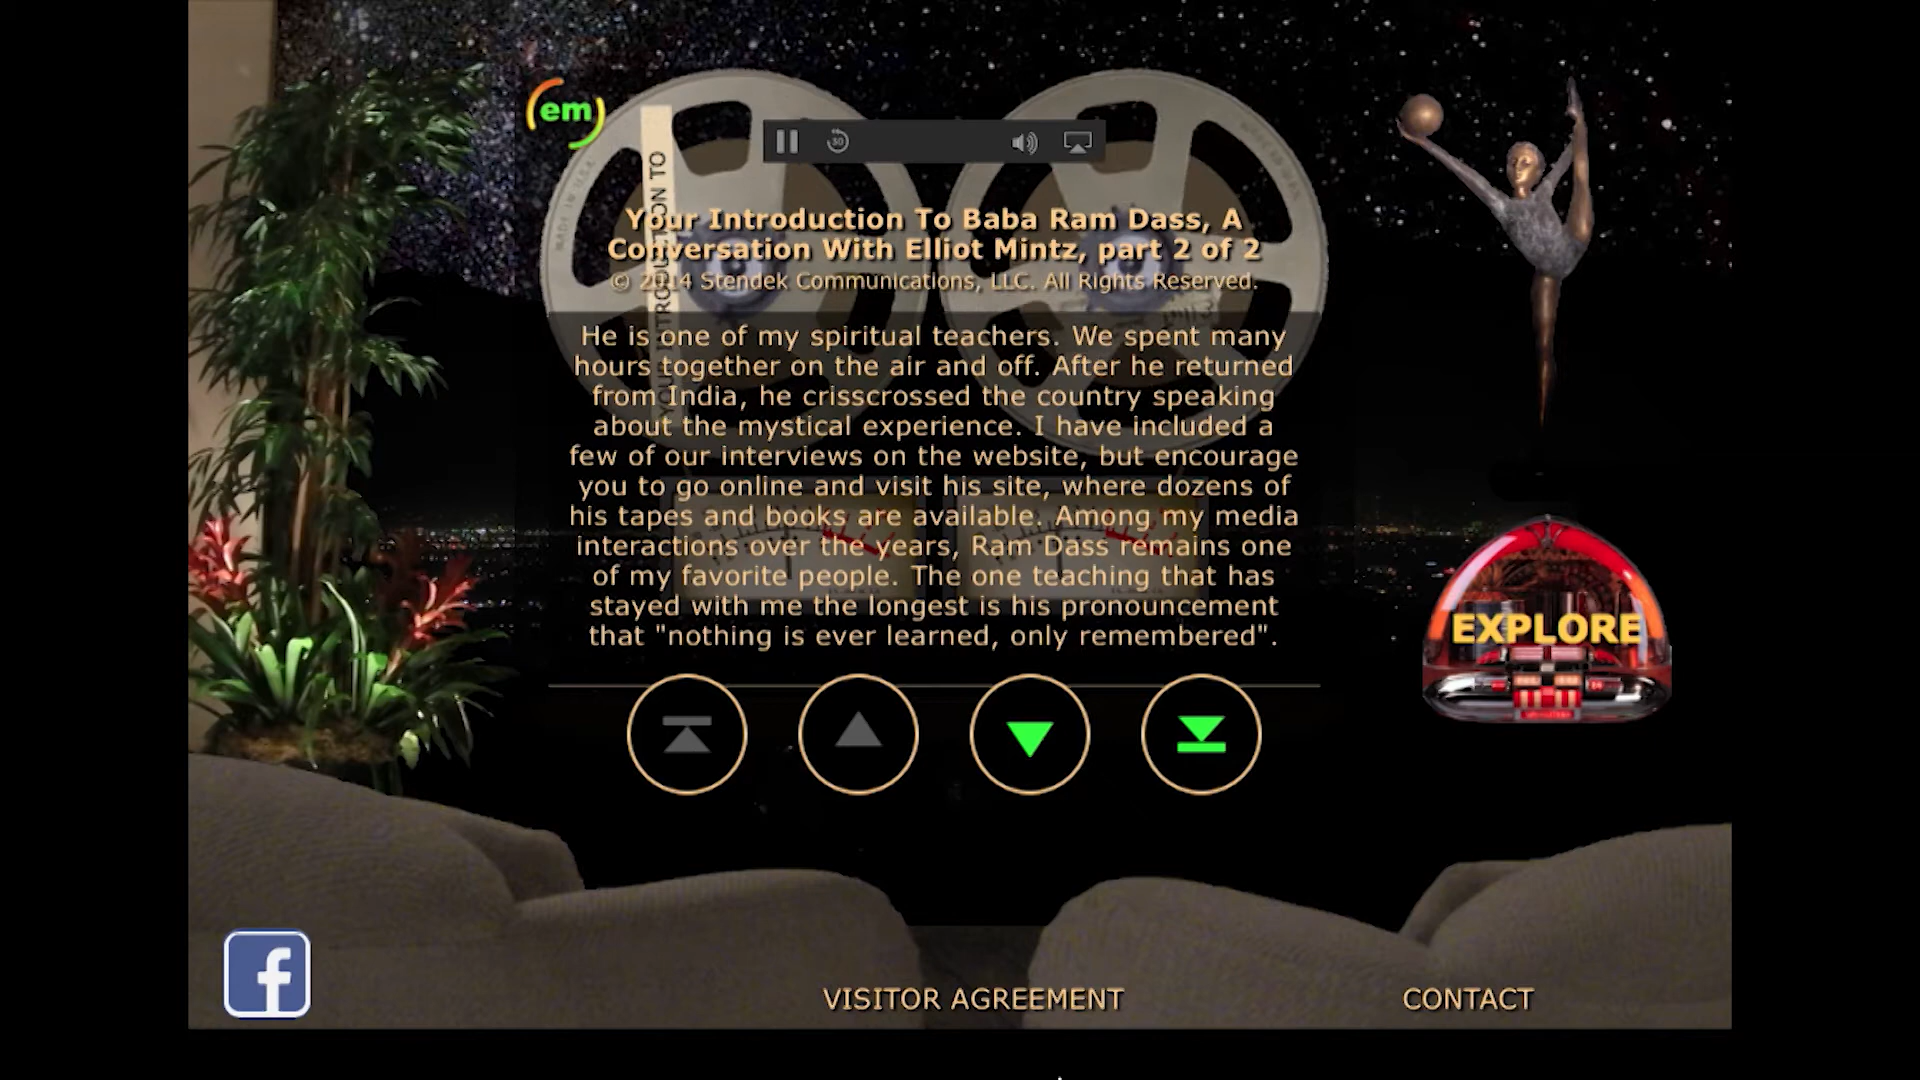 em
YOUR INTRODUCTION TO
MADE IN U.S.A.
30
Your Introduction To Baba Ram Dass, A
Conversation With Elliot Mintz, part 2 of 2
© 2014 Stendek Communications, LLC. All Rights Reserved.
He is one of my spiritual teachers. We spent many
hours together on the air and off. After he returned
from India, he crisscrossed the country speaking
about the mystical experience. I have included a
few of our interviews on the website, but encourage
you to go online and visit his site, where dozens of
his tapes and books are available. Among my media
interactions over the years, Ram Dass remains one
of my favorite people. The one teaching that has
stayed with me the longest is his pronouncement
that "nothing is ever learned, only remembered".
EXPLORE
f
VISITOR AGREEMENT
CONTACT